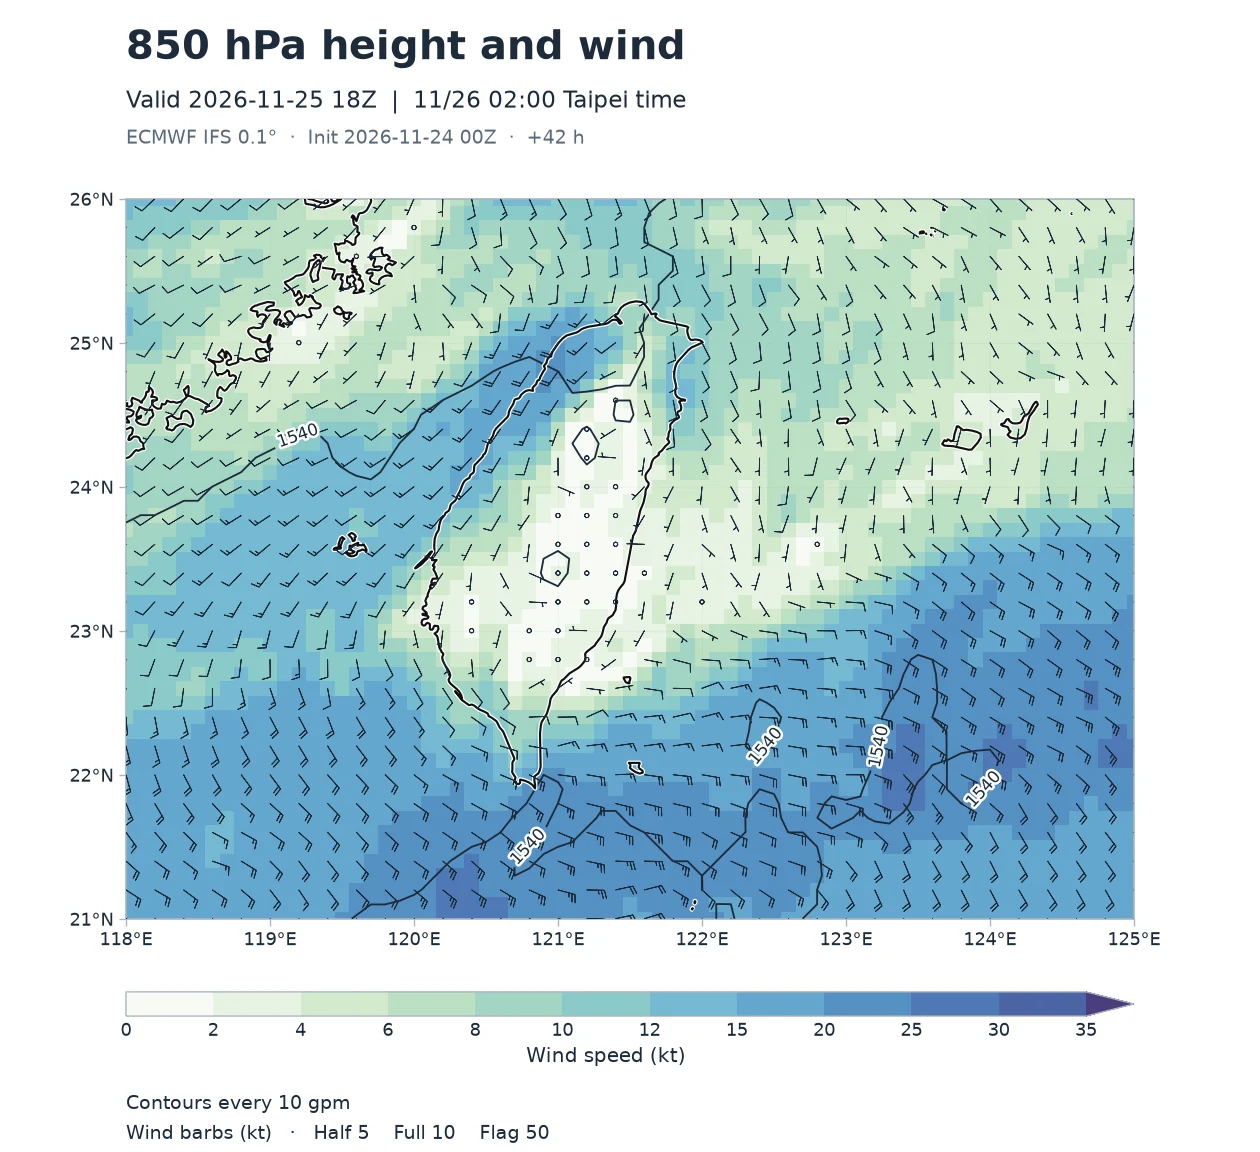 850 hPa height and wind
Valid 2026-11-25 18Z | 11/26 02:00 Taipei time
ECMWF IFS 0.1° · Init 2026-11-24 00Z · +42 h
26°N
25°N
24°N
23°N
22°N
21°N
1540
1540
1540
1540
1540
118°E 119°E 120°E 121°E 122°E 123°E 124°E 125°E
0 2 4 6 8 10 12 15 20 25 30 35
Wind speed (kt)
Contours every 10 gpm
Wind barbs (kt) · Half 5 Full 10 Flag 50